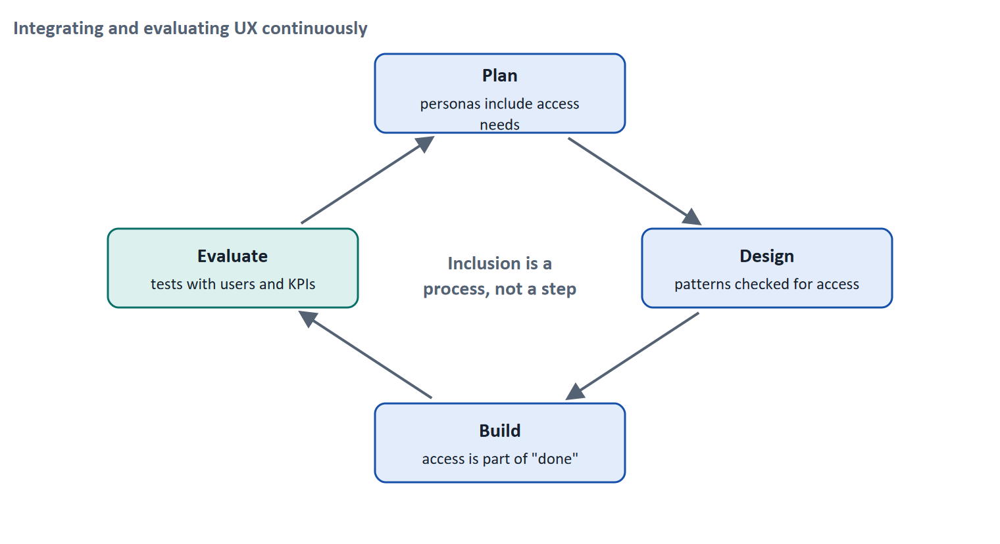 Integrating and evaluating UX continuously
Plan
personas include access
needs
Evaluate
tests with users and KPIs
Inclusion is a
process, not a step
Design
patterns checked for access
Build
access is part of "done"